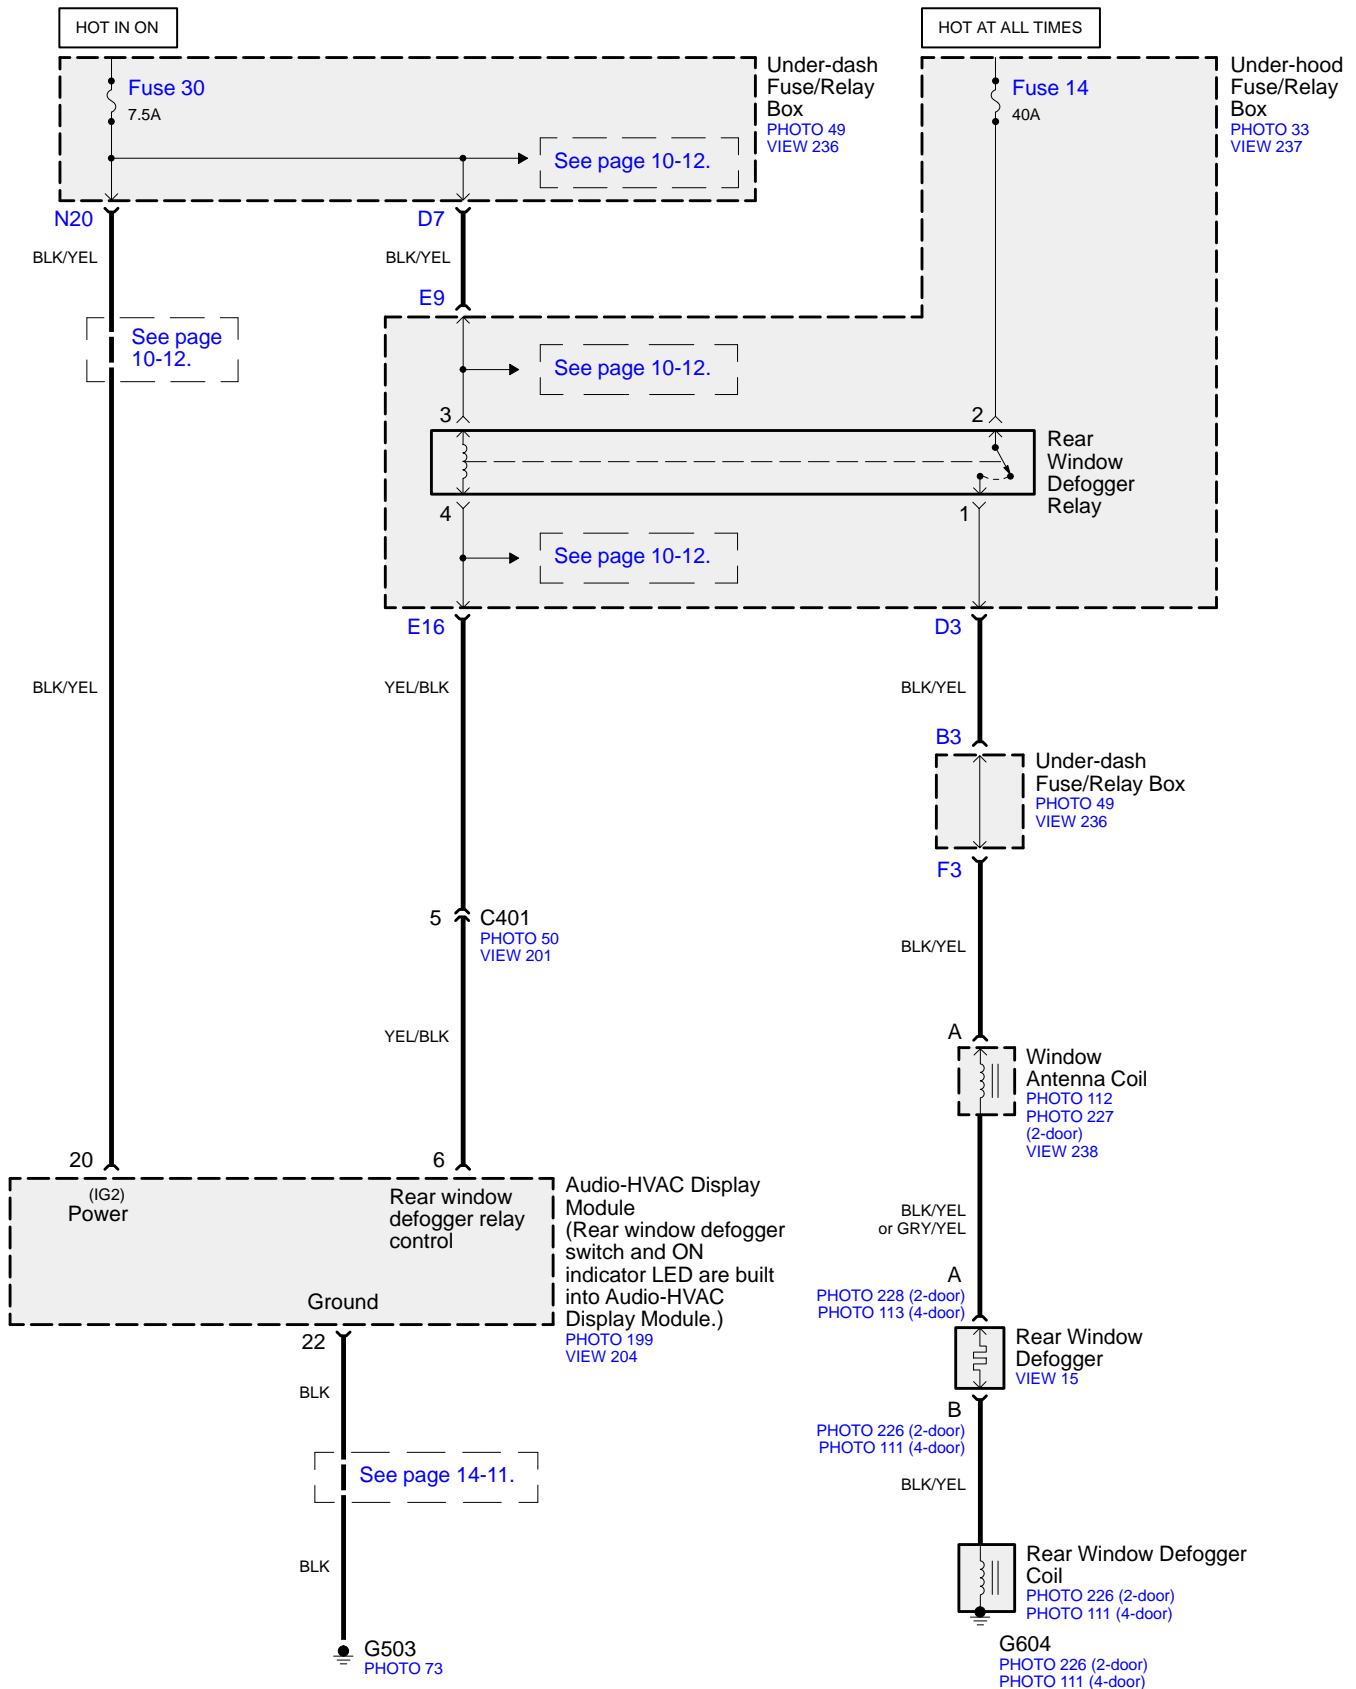 HOT IN ON
HOT AT ALL TIMES
Fuse 30
7.5A
Under-dash
Fuse/Relay
Box
PHOTO 49
VIEW 236
See page 10-12.
Fuse 14
40A
Under-hood
Fuse/Relay
Box
PHOTO 33
VIEW 237
N20
D7
BLK/YEL
BLK/YEL
E9
See page
10-12.
See page 10-12.
3
2
Rear
Window
Defogger
Relay
4
1
See page 10-12.
E16
D3
BLK/YEL
YEL/BLK
BLK/YEL
B3
Under-dash
Fuse/Relay Box
PHOTO 49
VIEW 236
F3
5
C401
PHOTO 50
VIEW 201
BLK/YEL
YEL/BLK
A
Window
Antenna Coil
PHOTO 112
PHOTO 227
(2-door)
VIEW 238
20
6
(IG2)
Power
Rear window
defogger relay
control
Ground
Audio-HVAC Display
Module
(Rear window defogger
switch and ON
indicator LED are built
into Audio-HVAC
Display Module.)
PHOTO 199
VIEW 204
BLK/YEL
or GRY/YEL
A
PHOTO 228 (2-door)
PHOTO 113 (4-door)
Rear Window
Defogger
VIEW 15
22
BLK
B
PHOTO 226 (2-door)
PHOTO 111 (4-door)
See page 14-11.
BLK/YEL
BLK
Rear Window Defogger
Coil
PHOTO 226 (2-door)
PHOTO 111 (4-door)
G503
PHOTO 73
G604
PHOTO 226 (2-door)
PHOTO 111 (4-door)